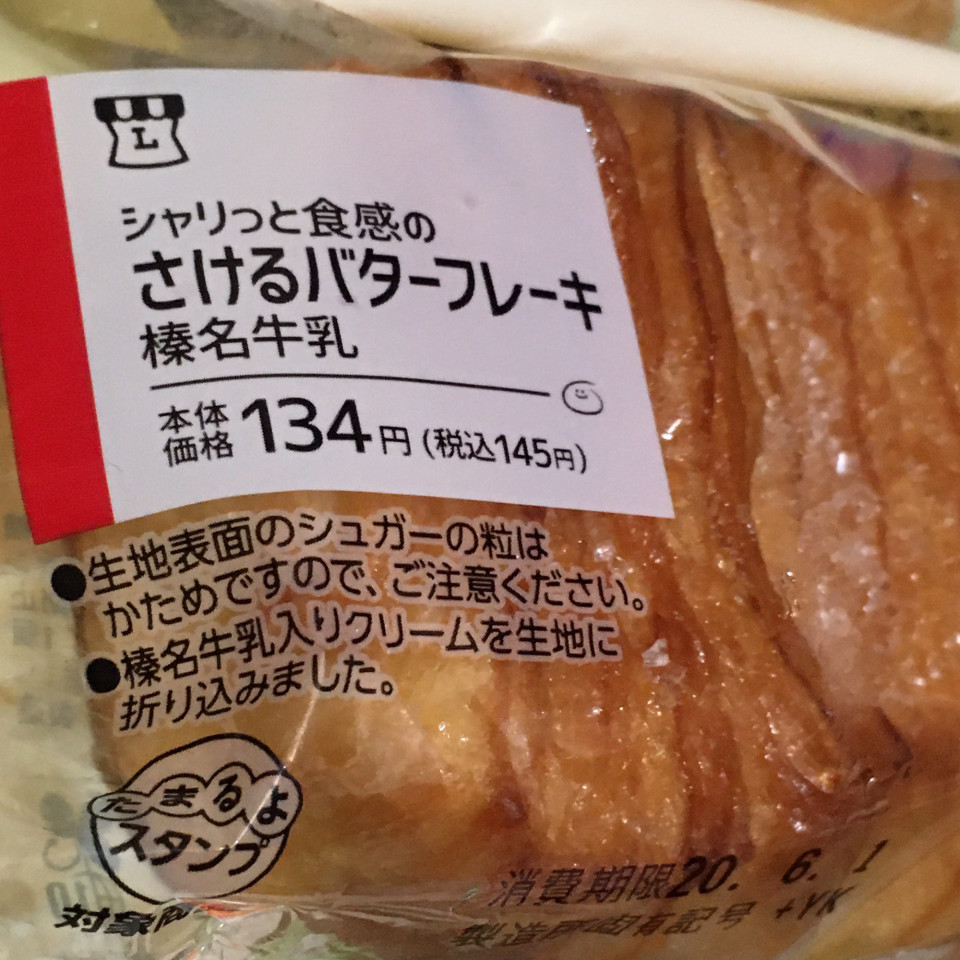 L
シャリっと食感の
さけるバターフレーキ
榛名牛乳
本体
価格 134円 (税込145円)
●生地表面のシュガーの粒は
かためですので、ご注意ください。
●榛名牛乳入りクリームを生地に
折り込みました。
たまるよ
スタンプ
対象
消費期限20. 6. 1
製造所固有記号 +YK